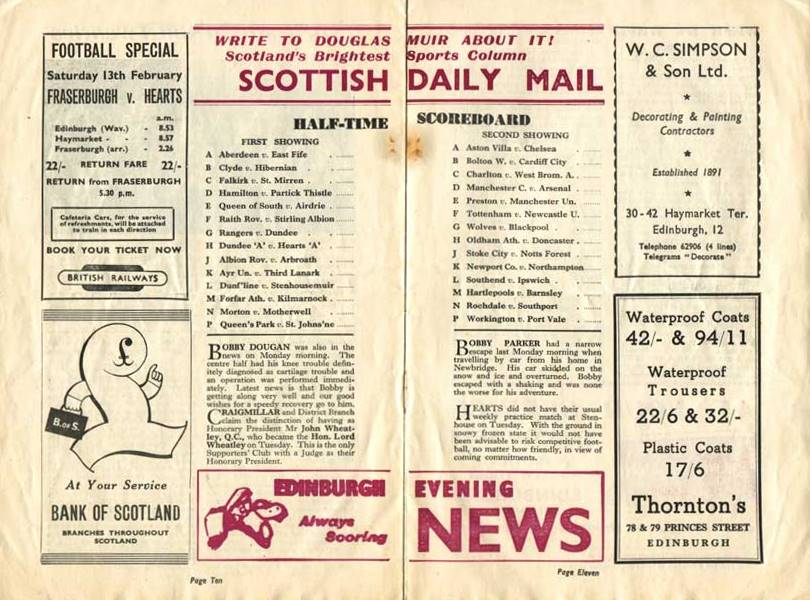 FOOTBALL SPECIAL
Saturday 13th February
FRASERBURGH v. HEARTS
a.m.
Edinburgh (Wav.) - 8.53
Haymarket - - 8.57
Fraserburgh (arr.) - 2.26
22/- RETURN FARE 22/-
RETURN from FRASERBURGH
5.30 p.m.
Cafeteria Cars, for the service
of refreshments, will be attached
to train in each direction
BOOK YOUR TICKET NOW
BRITISH RAILWAYS
£
B. OF S.
At Your Service
BANK OF SCOTLAND
BRANCHES THROUGHOUT
SCOTLAND
WRITE TO DOUGLAS MUIR ABOUT IT!
Scotland's Brightest Sports Column
SCOTTISH DAILY MAIL
HALF-TIME SCOREBOARD
FIRST SHOWING
A Aberdeen v. East Fife
B Clyde v. Hibernian
C Falkirk v. St. Mirren
D Hamilton v. Partick Thistle
E Queen of South v. Airdrie
F Raith Rov. v. Stirling Albion
G Rangers v. Dundee
H Dundee 'A' v. Hearts 'A'
J Albion Rov. v. Arbroath
K Ayr Un. v. Third Lanark
L Dunf'line v. Stenhousemuir
M Forfar Ath. v. Kilmarnock
N Morton v. Motherwell
P Queen's Park v. St. Johns'ne
BOBBY DOUGAN was also in the
news on Monday morning. The
centre half had his knee trouble defin-
itely diagnosed as cartilage trouble and
an operation was performed immedi-
ately. Latest news is that Bobby is
getting along very well and our good
wishes for a speedy recovery go to him.
CRAIGMILLAR and District Branch
claim the distinction of having as
Honorary President Mr John Wheat-
ley, Q.C., who became the Hon. Lord
Wheatley on Tuesday. This is the only
Supporters' Club with a Judge as their
Honorary President.
SECOND SHOWING
A Aston Villa v. Chelsea
B Bolton W. v. Cardiff City
C Charlton v. West Brom. A.
D Manchester C. v. Arsenal
E Preston v. Manchester Un.
F Tottenham v. Newcastle U.
G Wolves v. Blackpool
H Oldham Ath. v. Doncaster
J Stoke City v. Notts Forest
K Newport Co. v. Northampton
L Southend v. Ipswich
M Hartlepools v. Barnsley
N Rochdale v. Southport
P Workington v. Port Vale
BOBBY PARKER had a narrow
escape last Monday morning when
travelling by car from his home in
Newbridge. His car skidded on the
snow and ice and overturned. Bobby
escaped with a shaking and was none
the worse for his adventure.
HEARTS did not have their usual
weekly practice match at Sten-
house on Tuesday. With the ground in
snowy frozen state it would not have
been advisable to risk competitive foot-
ball, no matter how friendly, in view of
coming commitments.
EDINBURGH EVENING
Always
Scoring
NEWS
W. C. SIMPSON
& Son Ltd.
Decorating & Painting
Contractors
Established 1891
30-42 Haymarket Ter.
Edinburgh, 12
Telephone 62906 (4 lines)
Telegrams "Decorate"
Waterproof Coats
42/- & 94/11
Waterproof
Trousers
22/6 & 32/-
Plastic Coats
17/6
Thornton's
78 & 79 PRINCES STREET
EDINBURGH
Page Ten
Page Eleven